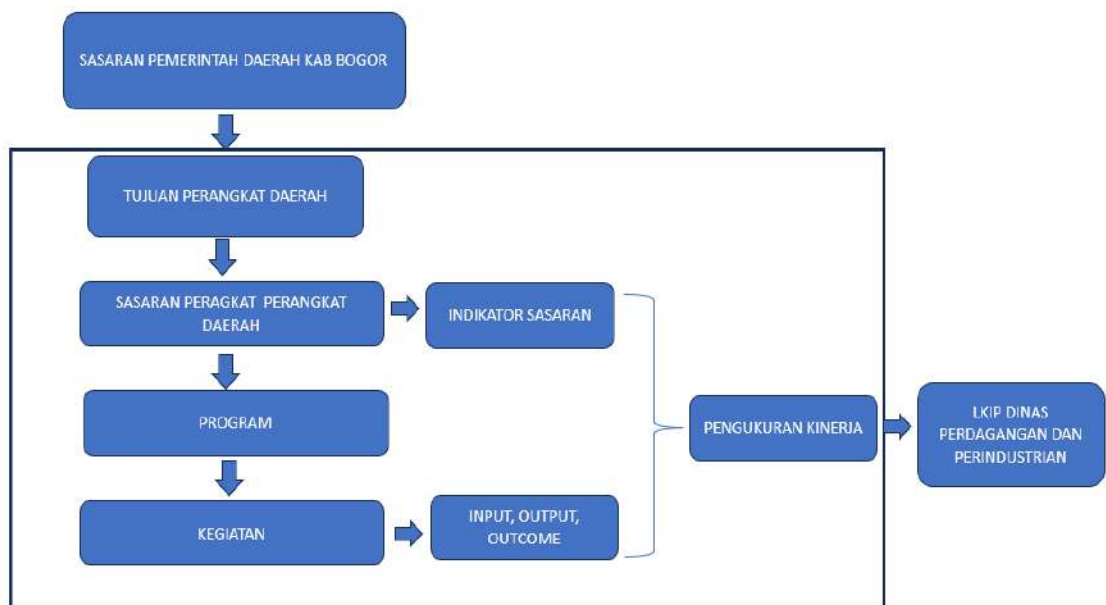 SASARAN PEMERINTAH DAERAH KAB BOGOR
TUJUAN PERANGKAT DAERAH
SASARAN PERAGKAT PERANGKAT
DAERAH
INDIKATOR SASARAN
PROGRAM
PENGUKURAN KINERJA
LKIP DINAS
PERDAGANGAN DAN
PERINDUSTRIAN
KEGIATAN
INPUT, OUTPUT,
OUTCOME